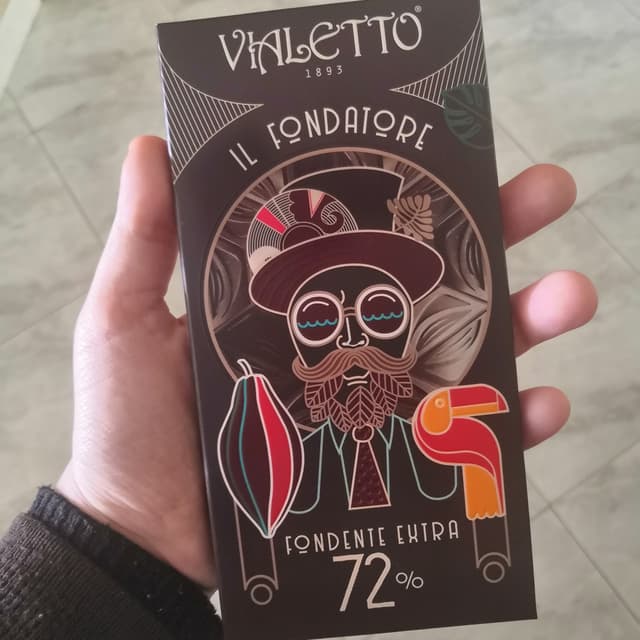 VIALETTO®
1893
IL FONDATORE
FONDENTE EXTRA
72%